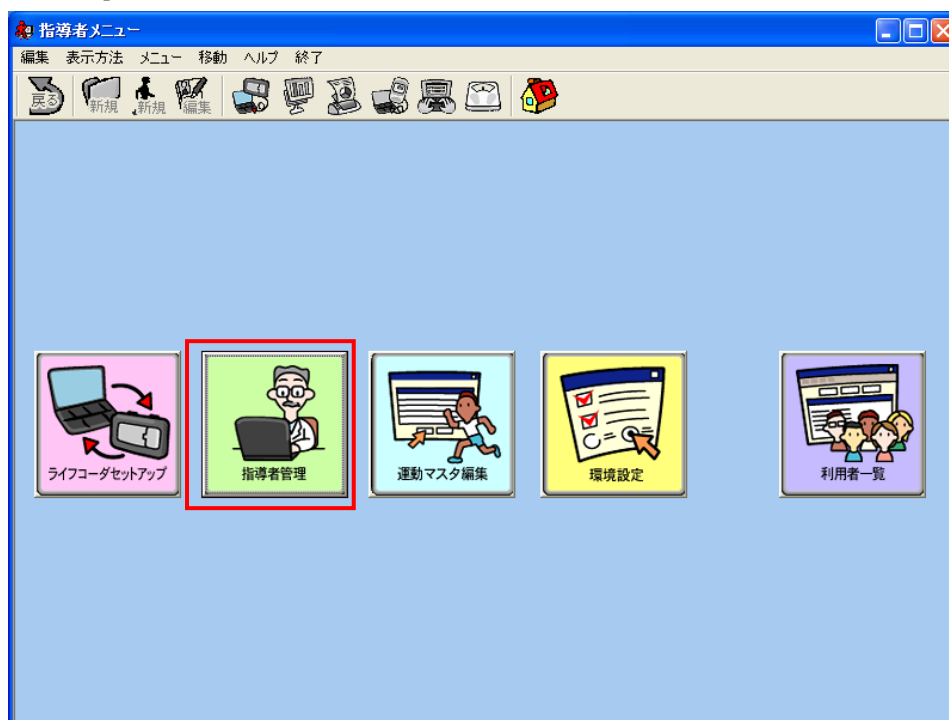 指導者メニュー
編集 表示方法 メニュー 移動 ヘルプ 終了
戻る 新規 新規 編集
ライフコーダセットアップ 指導者管理 運動マスタ編集 環境設定 利用者一覧